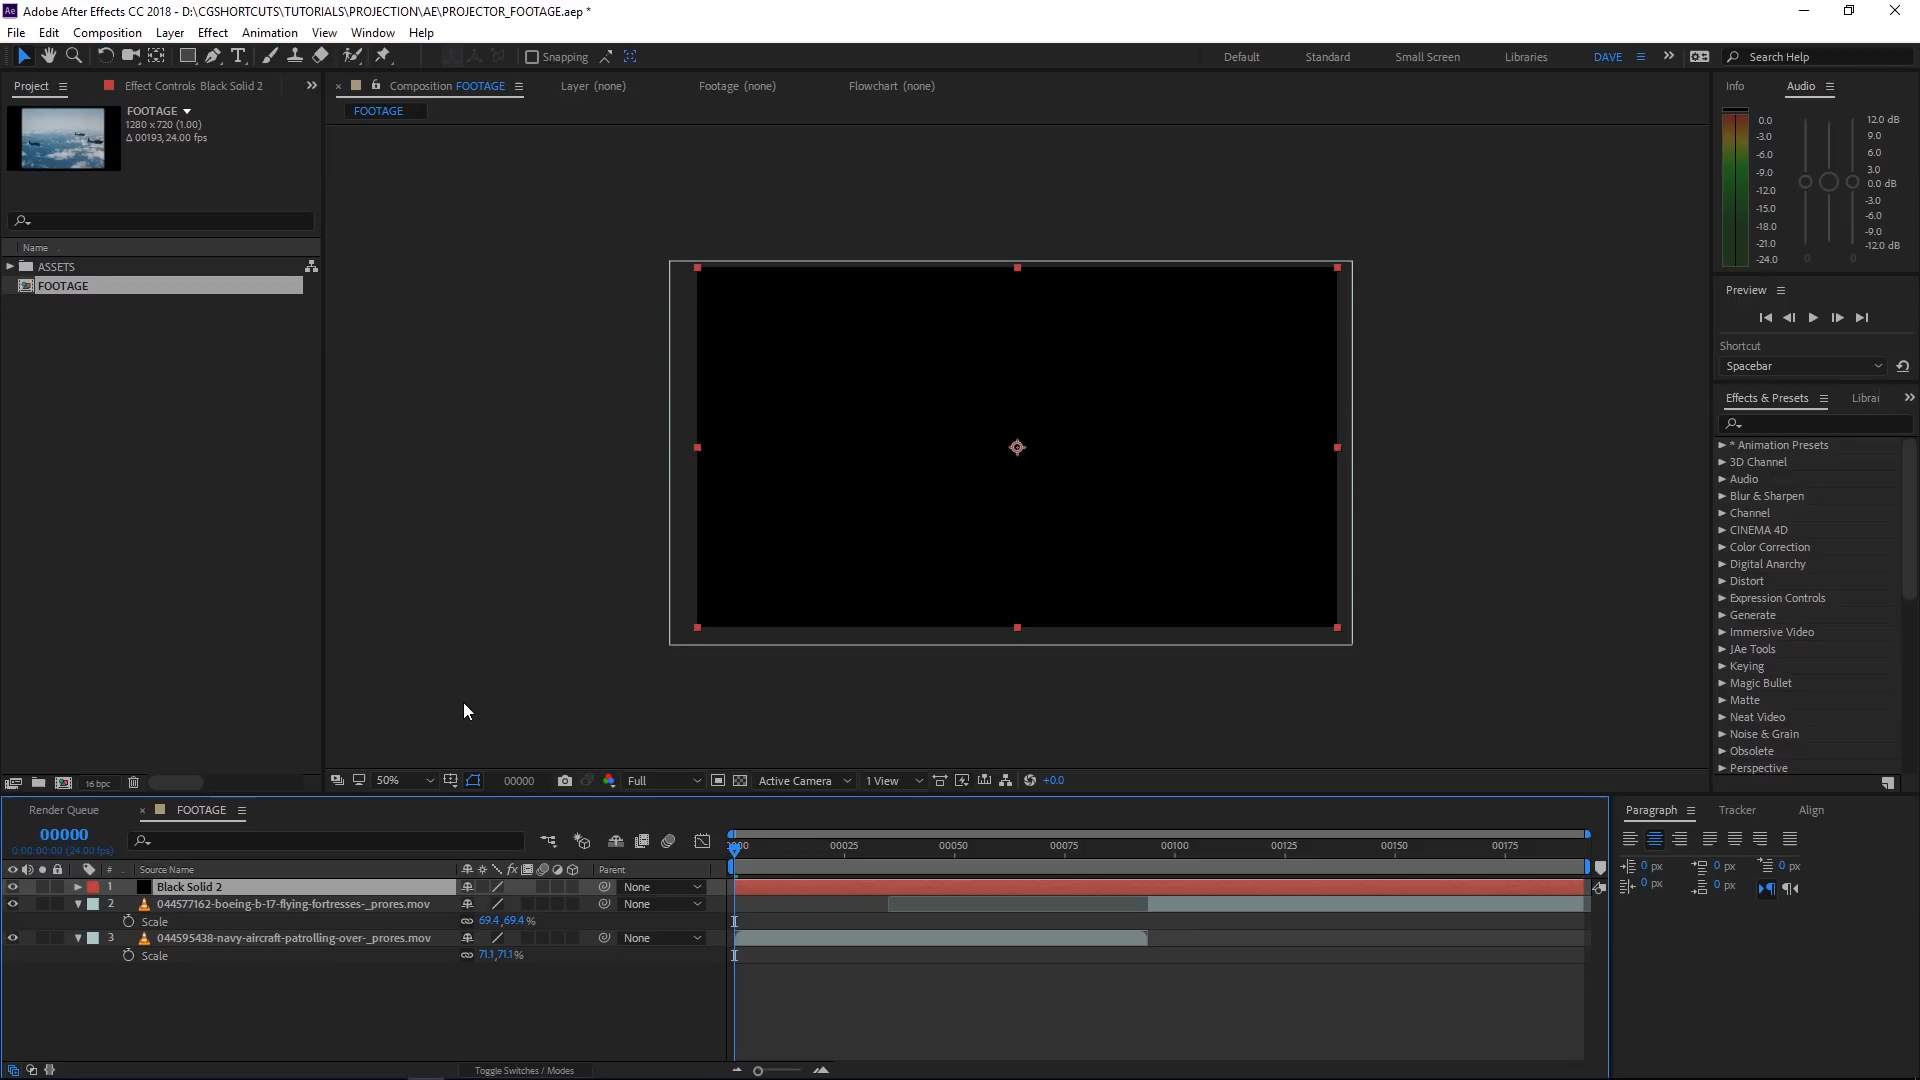 Adobe After Effects CC 2018 - D:\CGSHORTCUTS\TUTORIALS\PROJECTION\AE\PROJECTOR_FOOTAGE.aep *
File Edit Composition Layer Effect Animation View Window Help
Snapping
Default Standard Small Screen Libraries DAVE Search Help
Project Effect Controls Black Solid 2
Composition FOOTAGE Layer (none) Footage (none) Flowchart (none)
Info Audio
FOOTAGE
1280 x 720 (1.00)
Δ 00193, 24.00 fps
FOOTAGE
0.0
-3.0
-6.0
-9.0
-12.0
-15.0
-18.0
-21.0
-24.0
12.0 dB
9.0
6.0
3.0
0.0 dB
-3.0
-6.0
-9.0
-12.0 dB
0 0
Name
ASSETS
FOOTAGE
Preview
Shortcut
Spacebar
Effects & Presets Librai
* Animation Presets
3D Channel
Audio
Blur & Sharpen
Channel
CINEMA 4D
Color Correction
Digital Anarchy
Distort
Expression Controls
Generate
Immersive Video
JAe Tools
Keying
Magic Bullet
Matte
Neat Video
Noise & Grain
Obsolete
Perspective
16 bpc
50% 00000 Full Active Camera 1 View +0.0
Render Queue FOOTAGE
00000
0:00:00:00 (24.00 fps)
0000 00025 00050 00075 00100 00125 00150 00175
# Source Name Parent
1 Black Solid 2 None
2 044577162-boeing-b-17-flying-fortresses-_prores.mov None
Scale 69.4,69.4%
3 044595438-navy-aircraft-patrolling-over-_prores.mov None
Scale 71.1,71.1%
Toggle Switches / Modes
Paragraph Tracker Align
0 px 0 px 0 px
0 px 0 px